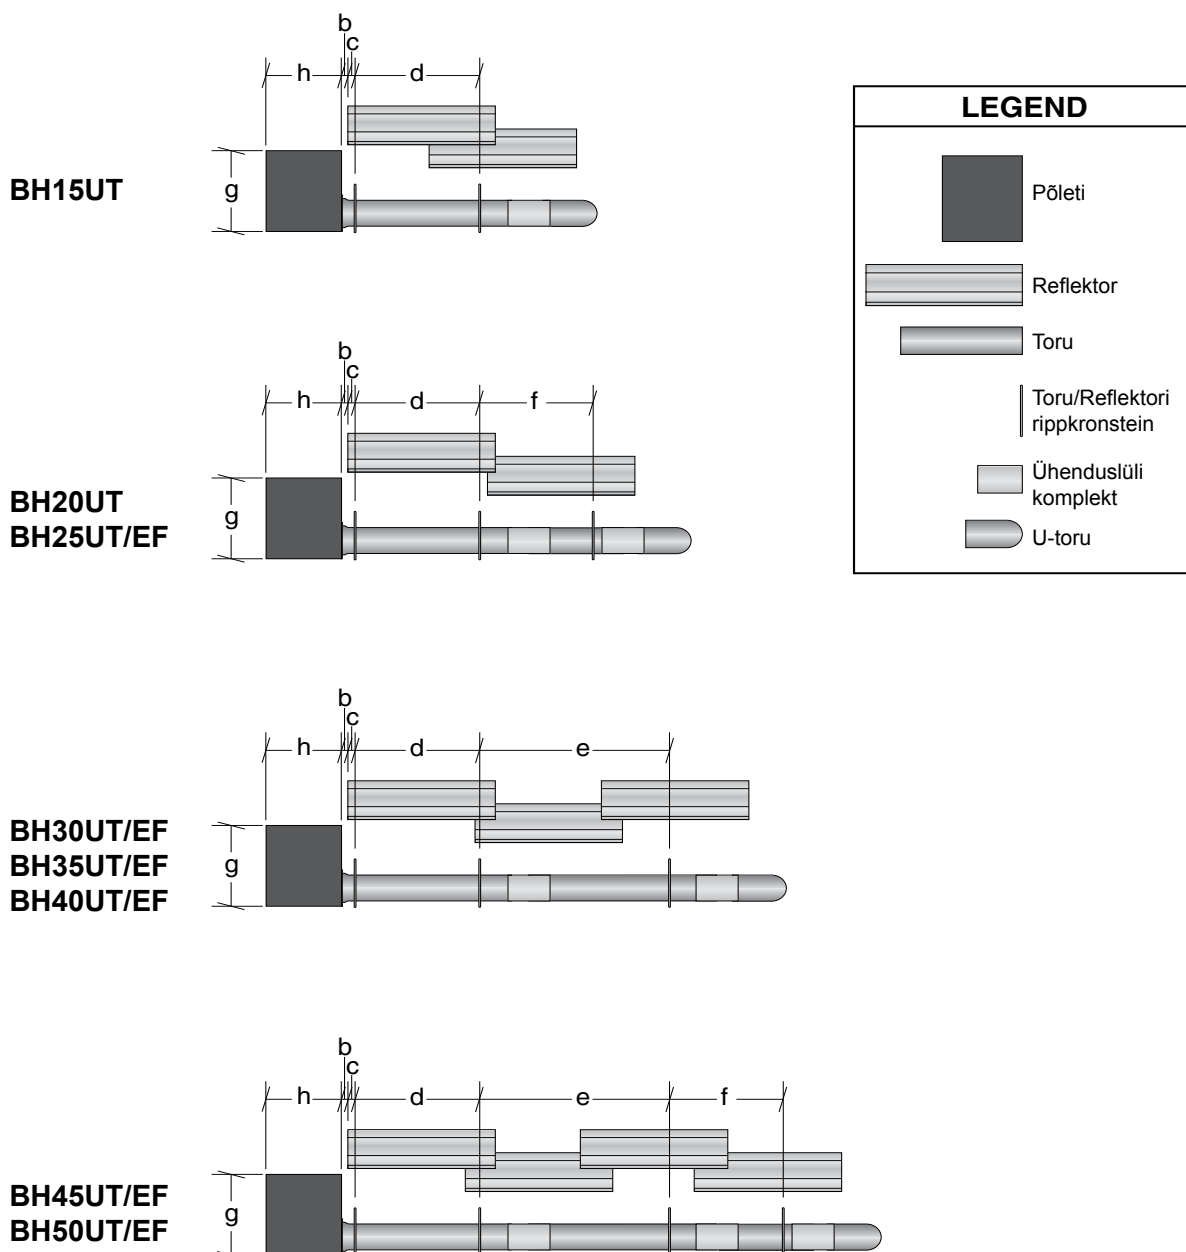 b
c
h
d
BH15UT
g
LEGEND
Põleti
Reflektor
Toru
Toru/Reflektori
rippkronstein
Ühenduslüli
komplekt
U-toru
b
c
h
d
f
BH20UT
BH25UT/EF
g
b
c
h
d
e
BH30UT/EF
BH35UT/EF
BH40UT/EF
g
b
c
h
d
e
f
BH45UT/EF
BH50UT/EF
g